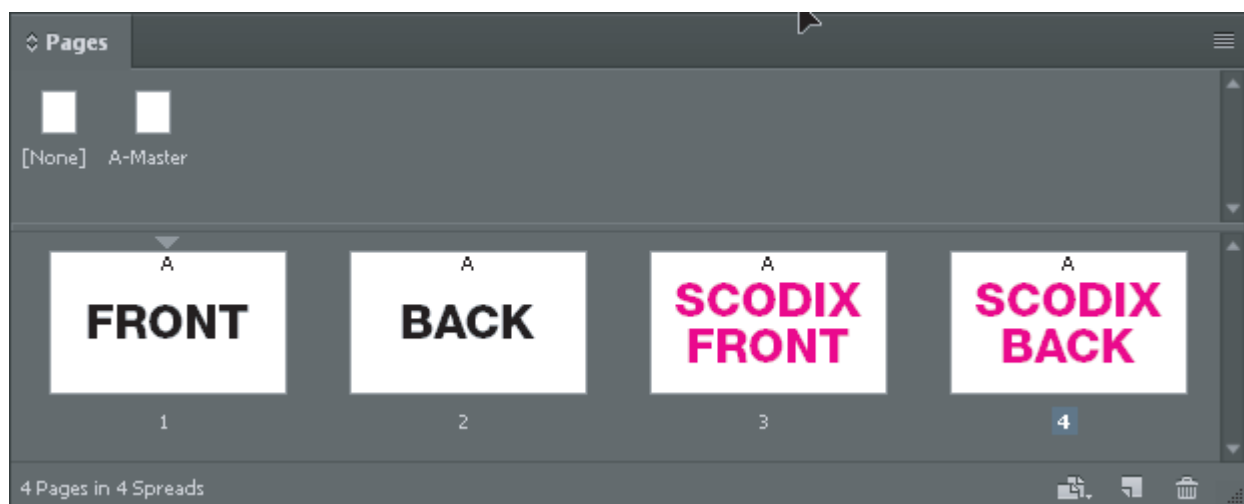 Pages
[None] A-Master
A A A A
FRONT BACK SCODIX FRONT SCODIX BACK
1 2 3 4
4 Pages in 4 Spreads